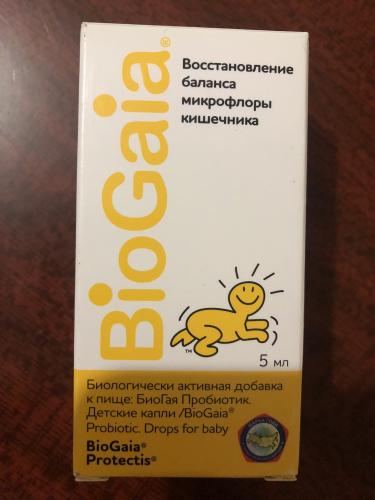 BioGaia®
Восстановление
баланса
микрофлоры
кишечника
™
5 мл
Биологически активная добавка
к пище: БиоГая Пробиотик.
Детские капли /BioGaia®
Probiotic. Drops for baby
BioGaia®
Protectis®